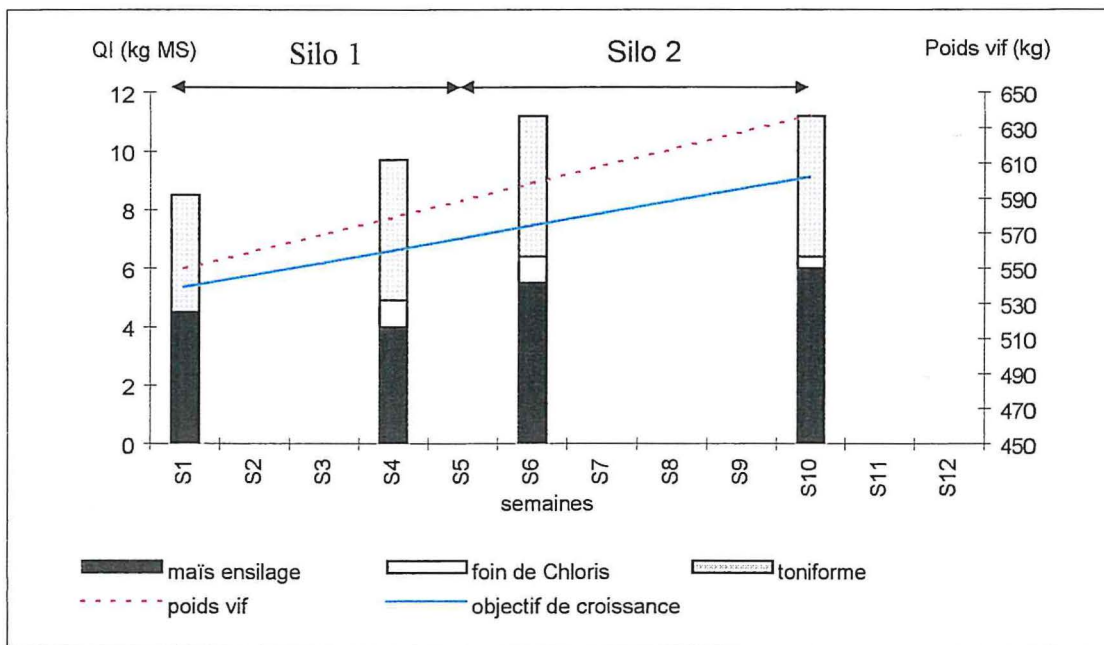 QI (kg MS) Silo 1 Silo 2 Poids vif (kg)
12 650
630
10 610
8 590
570
6 550
530
4 510
2 490
470
0 450
S1 S2 S3 S4 S5 S6 S7 S8 S9 S10 S11 S12
semaines
maïs ensilage foin de Chloris toniforme
poids vif objectif de croissance